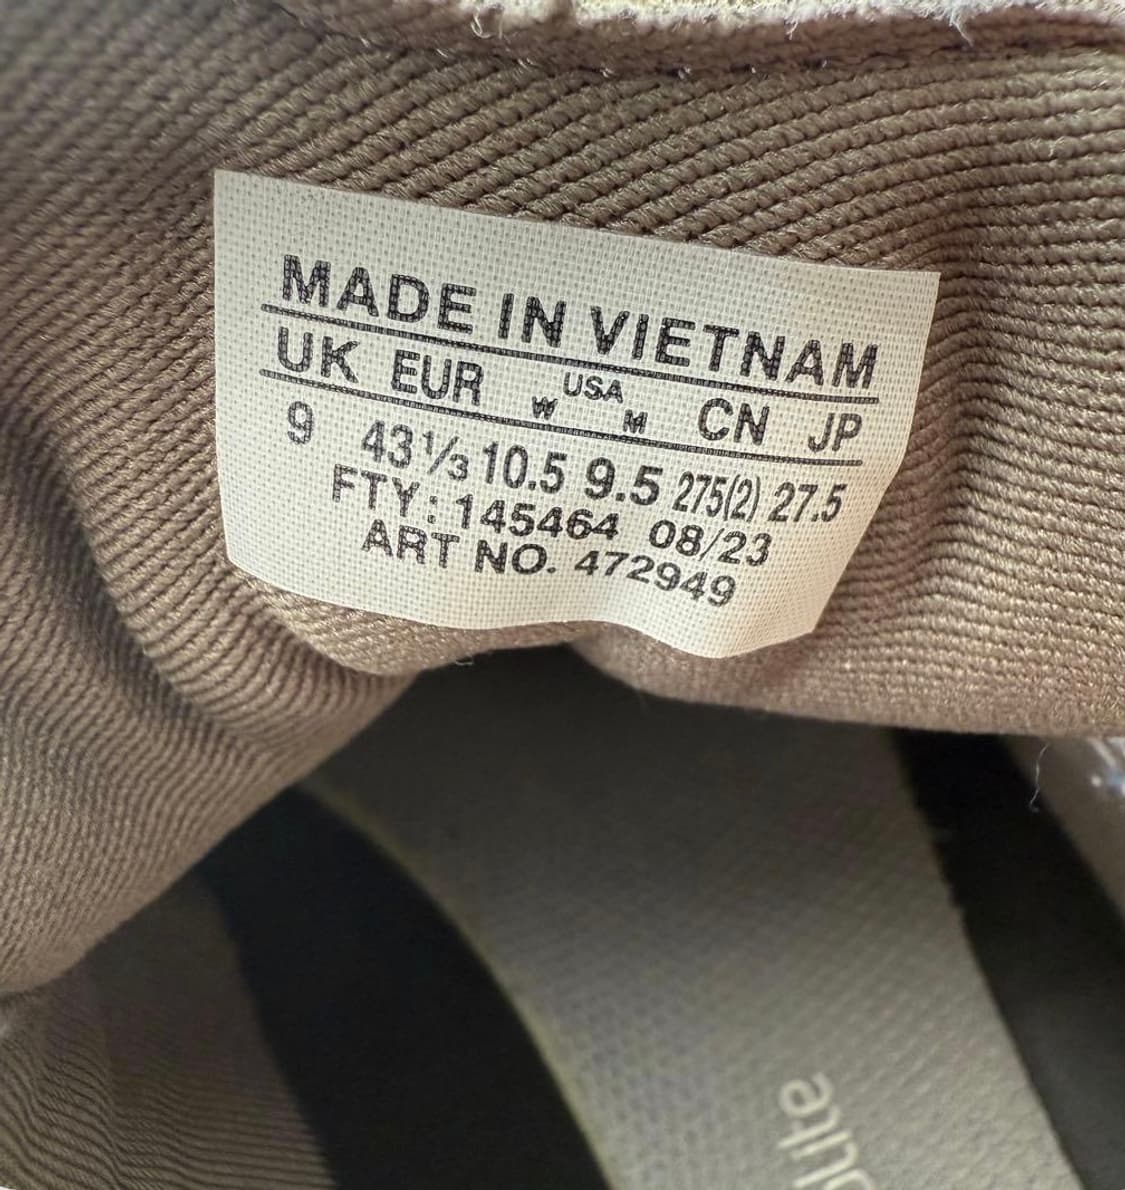 MADE IN VIETNAM
UK EUR W USA M CN JP
9 43⅓ 10.5 9.5 275(2) 27.5
FTY: 145464 08/23
ART NO. 472949